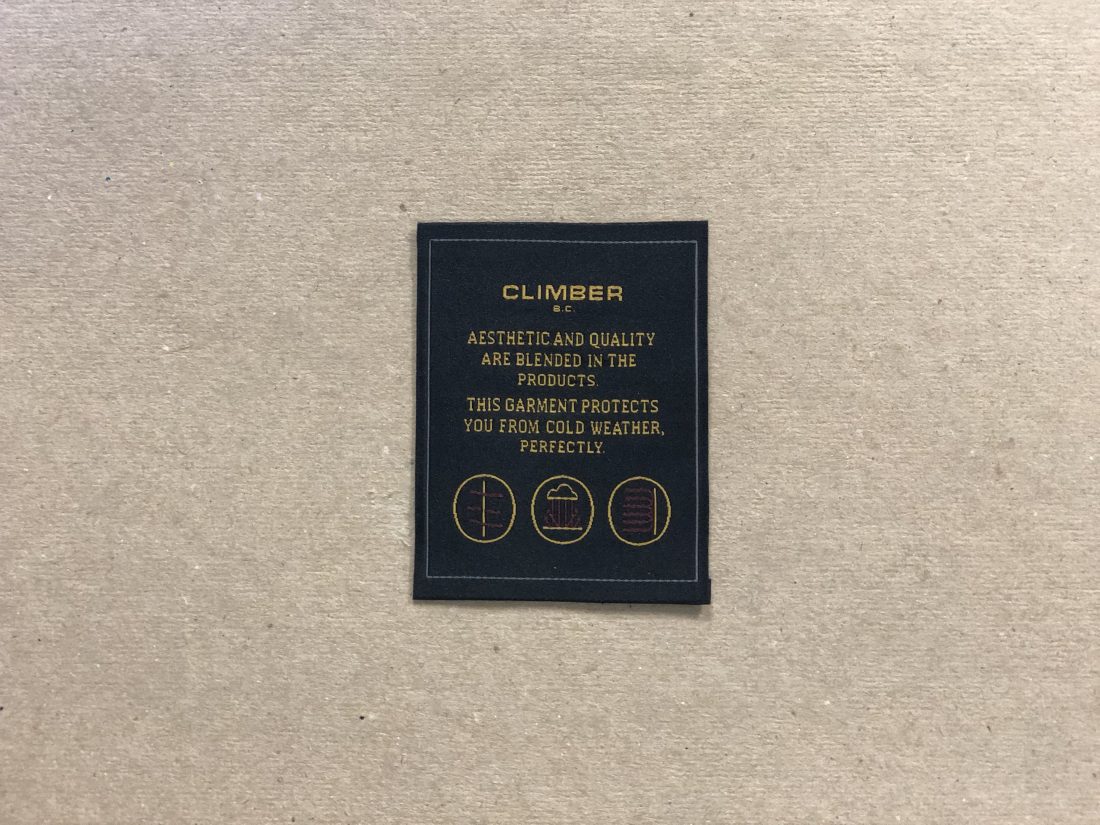 CLIMBER
B.C.
AESTHETIC AND QUALITY
ARE BLENDED IN THE
PRODUCTS.
THIS GARMENT PROTECTS
YOU FROM COLD WEATHER,
PERFECTLY.